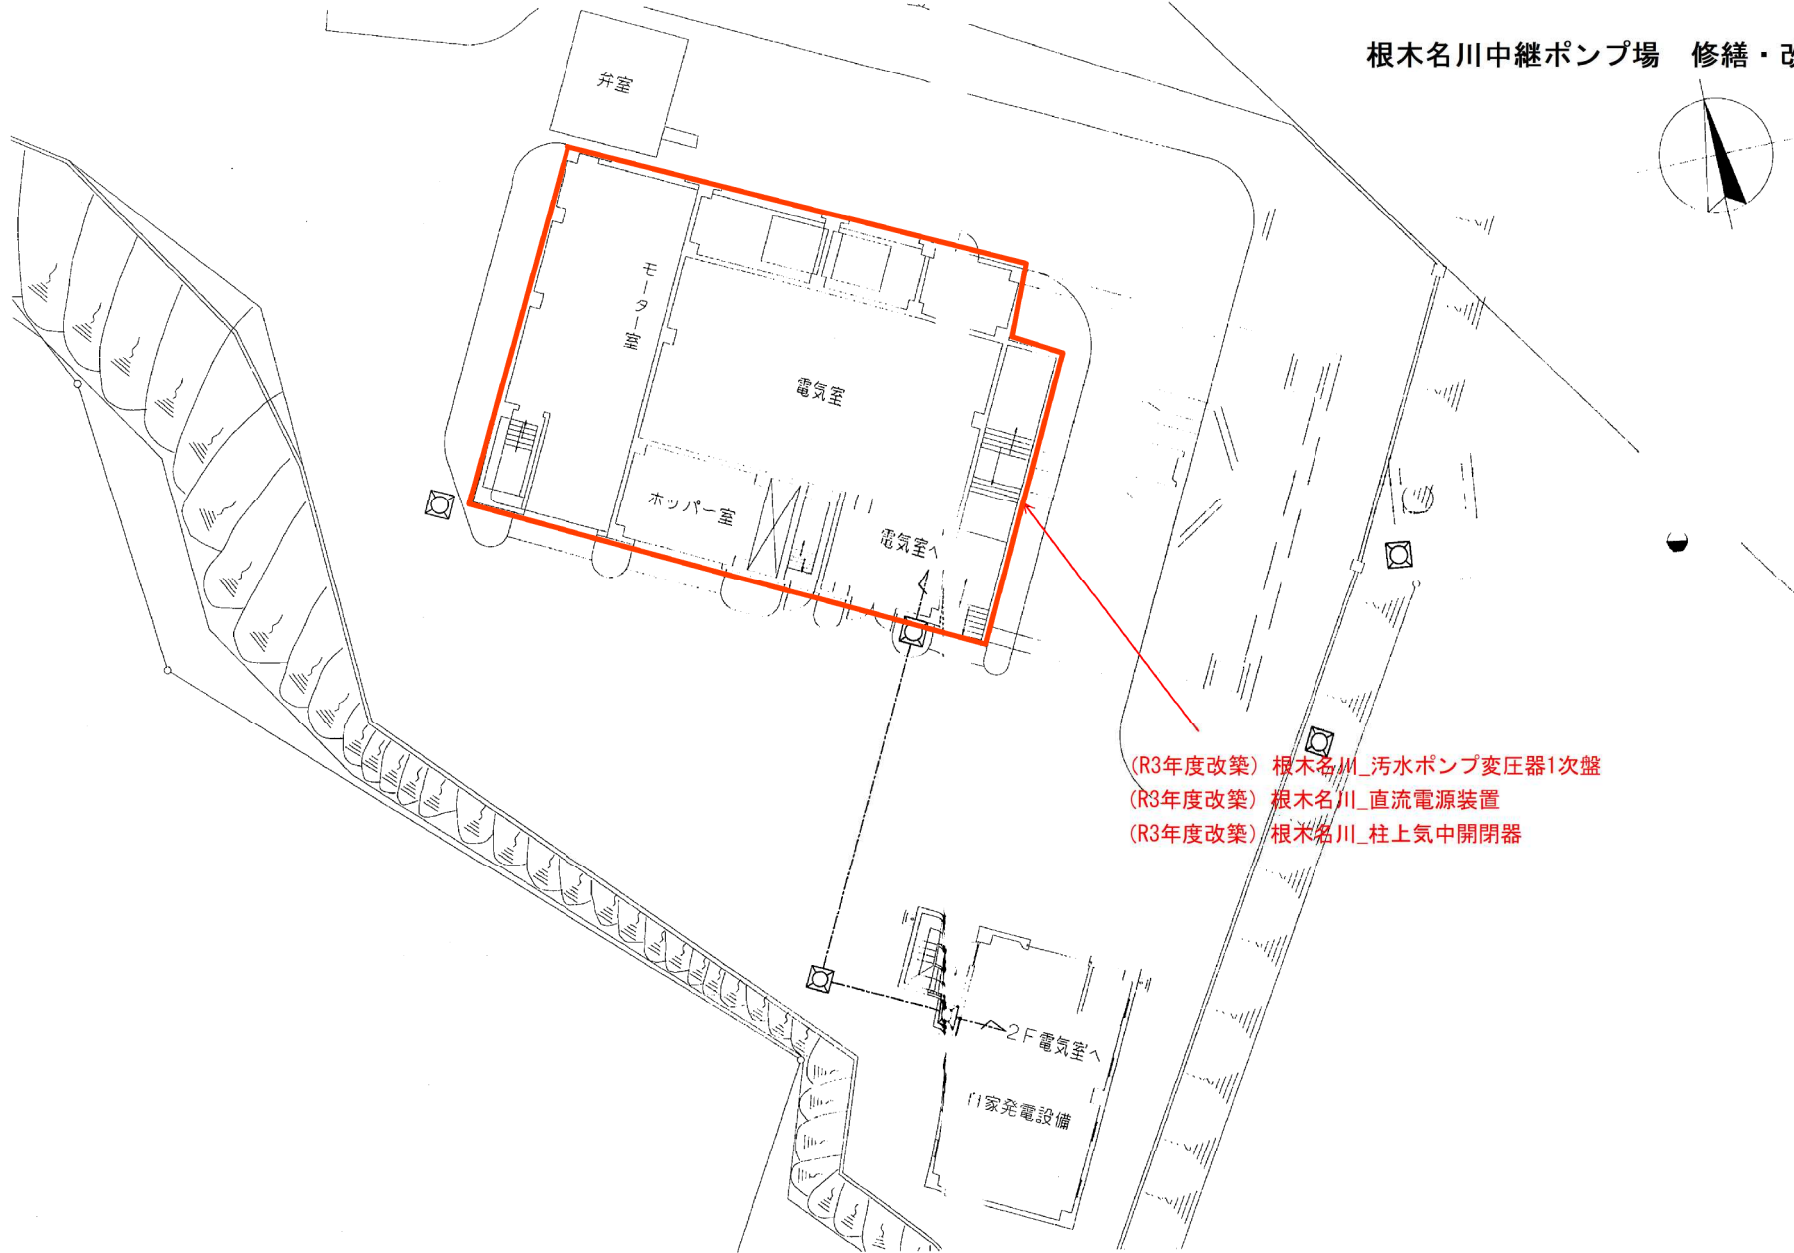 根木名川中継ポンプ場 修繕・改
弁室
モーター室
電気室
ホッパー室
電気室へ
(R3年度改築) 根木名川_汚水ポンプ変圧器1次盤
(R3年度改築) 根木名川_直流電源装置
(R3年度改築) 根木名川_柱上気中開閉器
2F電気室へ
自家発電設備